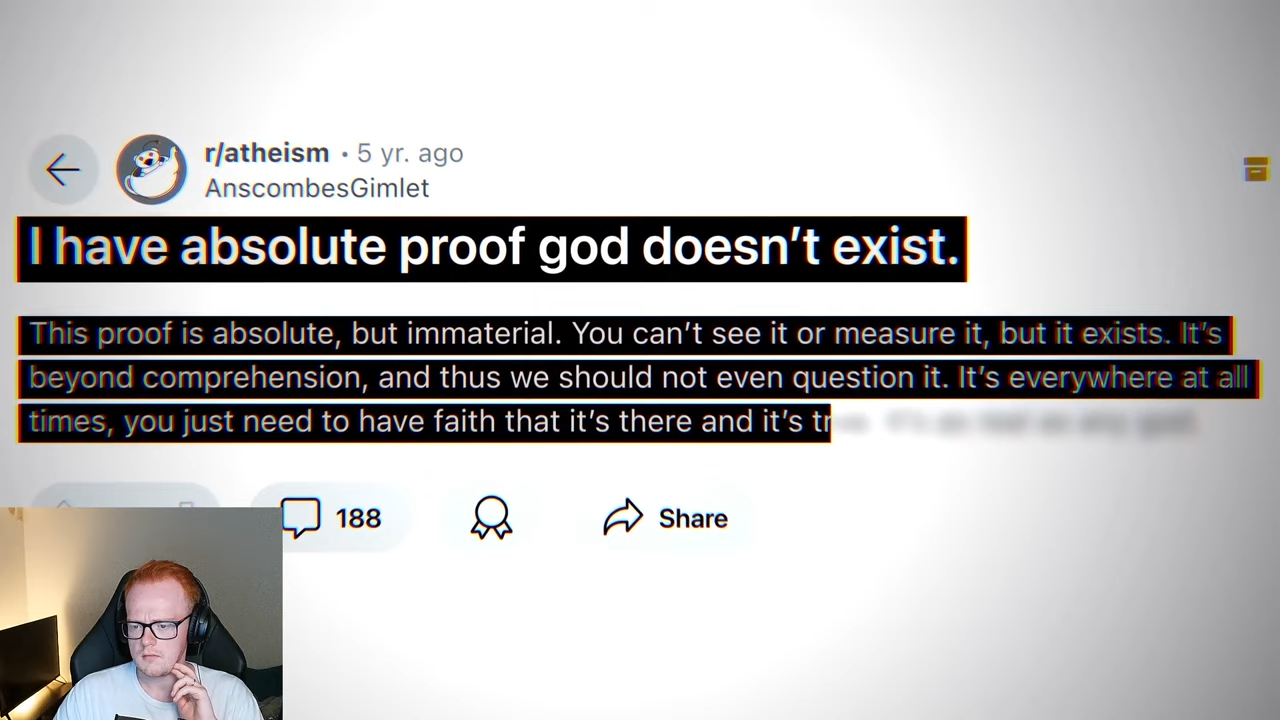 r/atheism • 5 yr. ago
AnscombesGimlet
I have absolute proof god doesn’t exist.
This proof is absolute, but immaterial. You can’t see it or measure it, but it exists. It’s
beyond comprehension, and thus we should not even question it. It’s everywhere at all
times, you just need to have faith that it’s there and it’s
188
Share